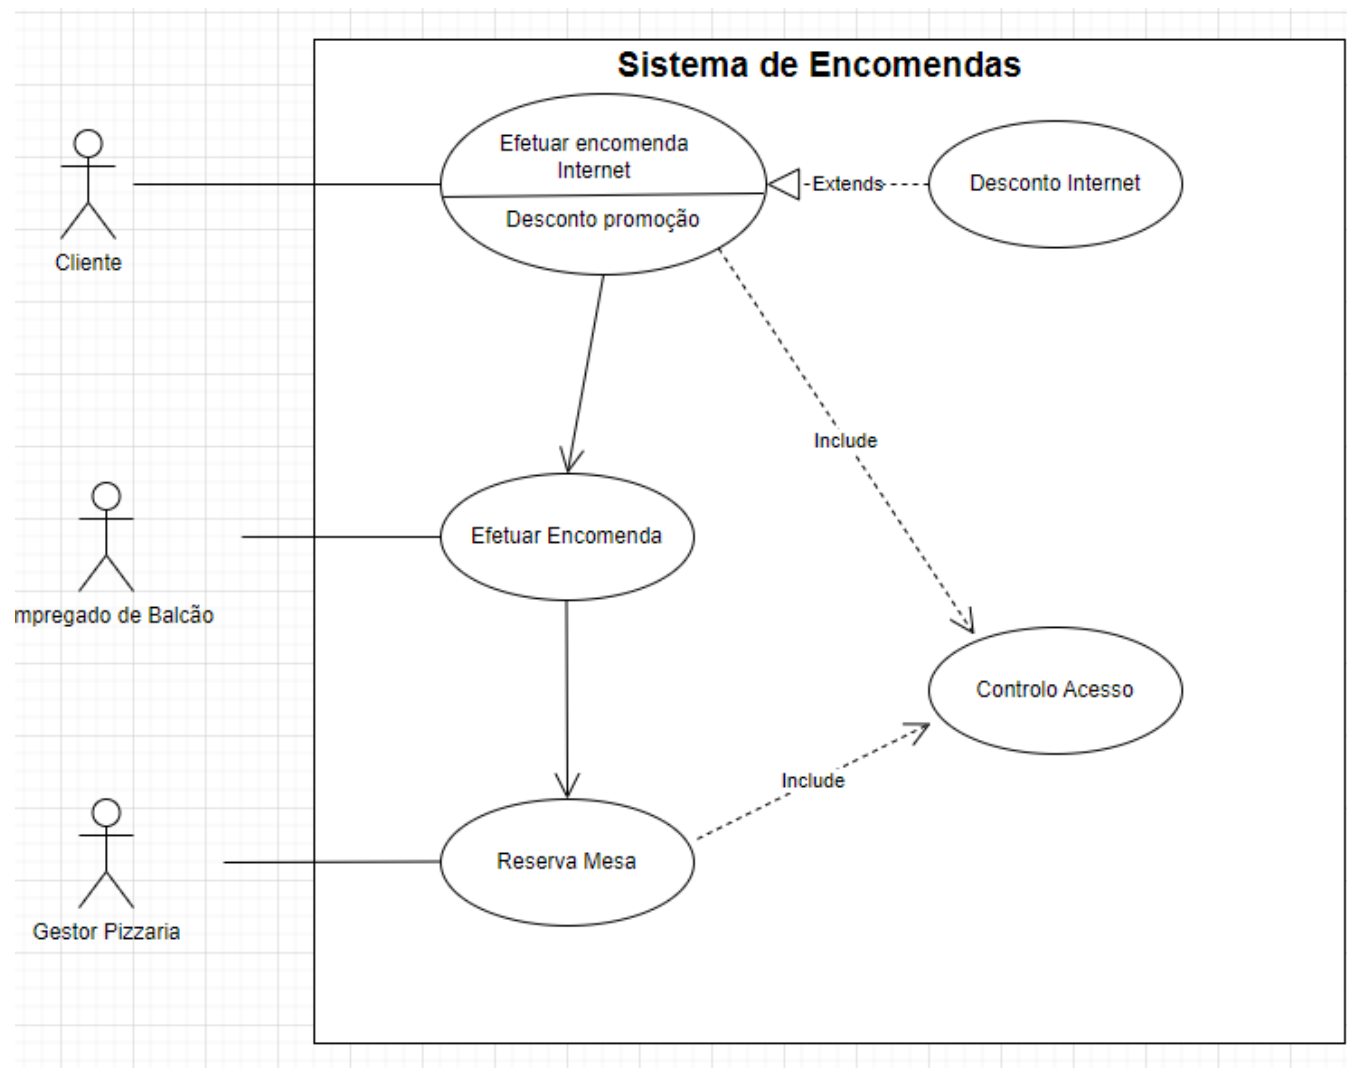 Sistema de Encomendas
Efetuar encomenda
Internet
Desconto promoção
Extends
Desconto Internet
Cliente
Include
Efetuar Encomenda
mpregado de Balcão
Controlo Acesso
Include
Reserva Mesa
Gestor Pizzaria